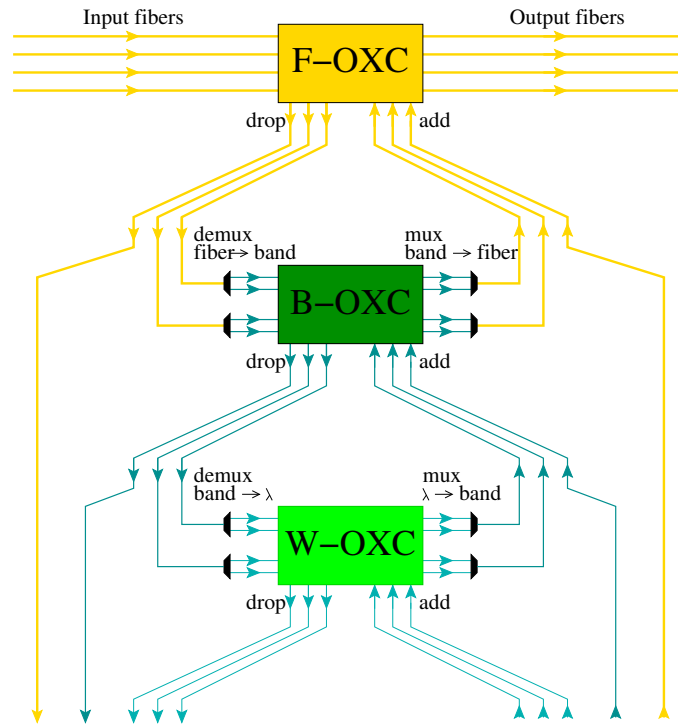 Input fibers
Output fibers
F–OXC
drop
add
demux
fiber → band
mux
band → fiber
B–OXC
drop
add
demux
band → λ
mux
λ → band
W–OXC
drop
add